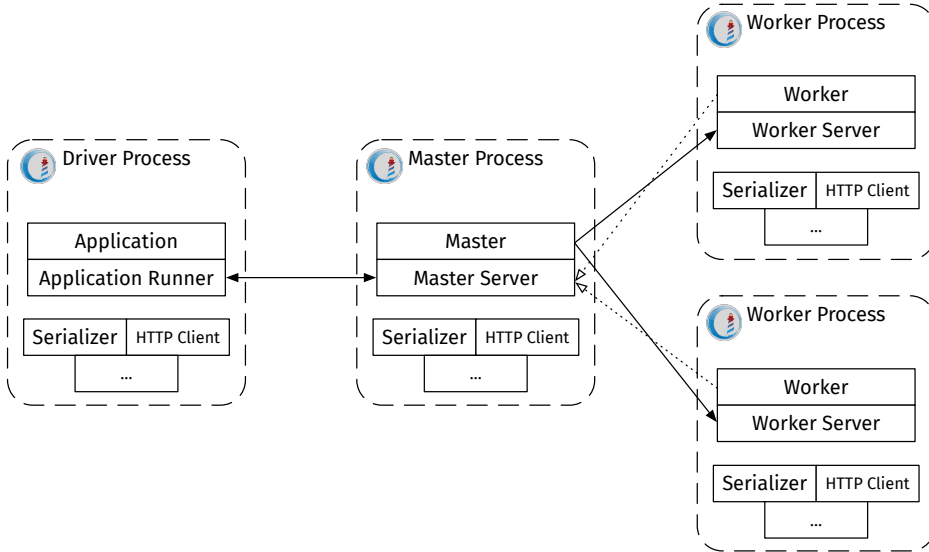 Driver Process
Application
Application Runner
Serializer
HTTP Client
...
Master Process
Master
Master Server
Serializer
HTTP Client
...
Worker Process
Worker
Worker Server
Serializer
HTTP Client
...
Worker Process
Worker
Worker Server
Serializer
HTTP Client
...